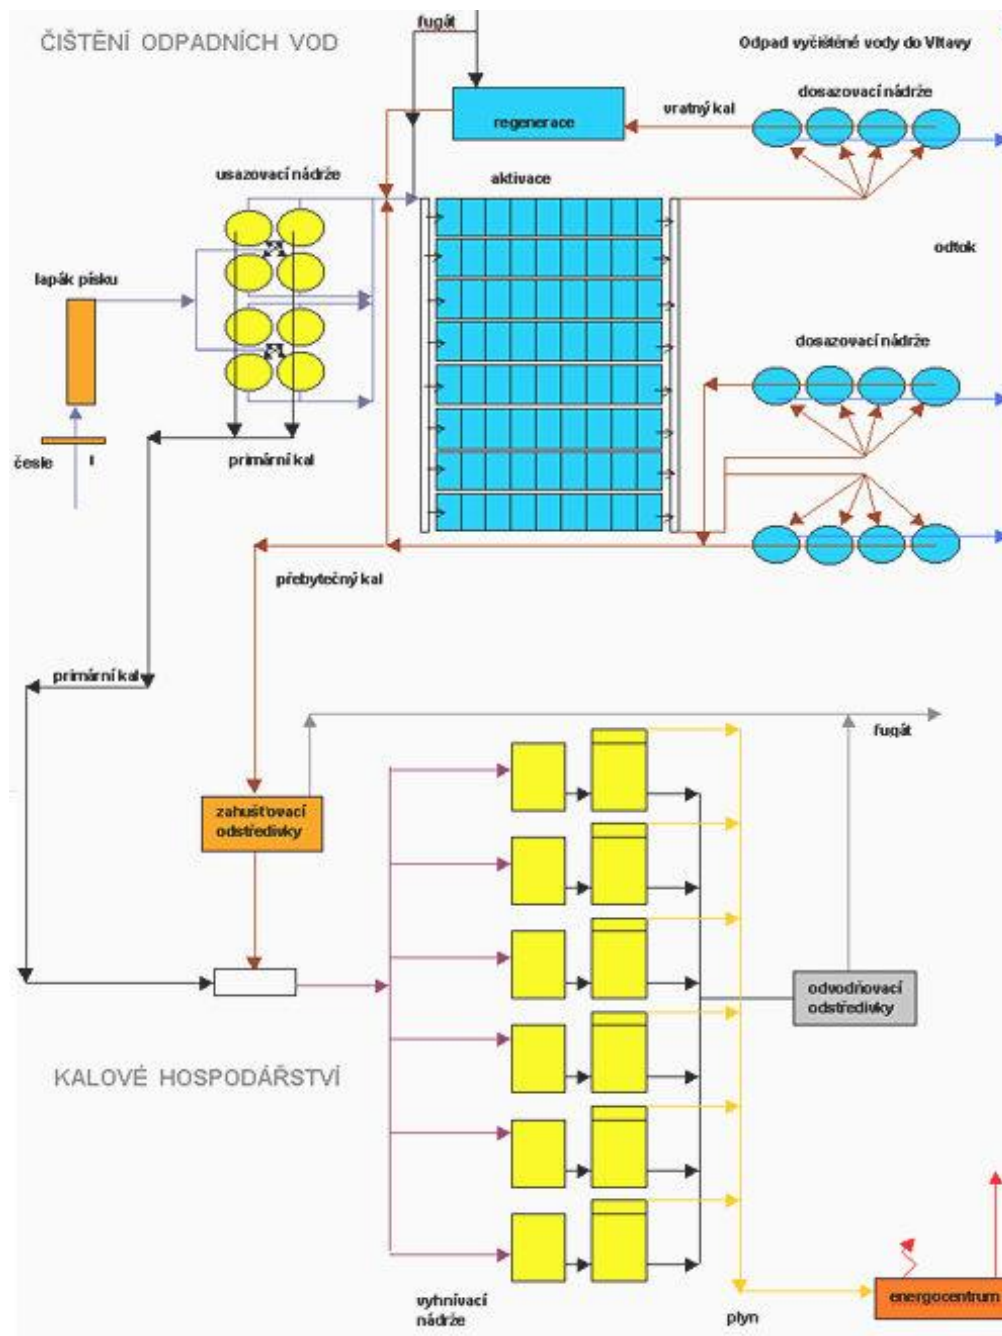 ČIŠTĚNÍ ODPADNÍCH VOD
fugát
Odpad vyčištěné vody do Vltavy
dosazovací nádrže
vratný kal
regenerace
usazovací nádrže
aktivace
odtok
lapák písku
dosazovací nádrže
česle
primární kal
přebytečný kal
primární kal
fugát
zahušťovací
odstředivky
odvodňovací
odstředivky
KALOVÉ HOSPODÁŘSTVÍ
energocentrum
vyhnívací
nádrže
plyn